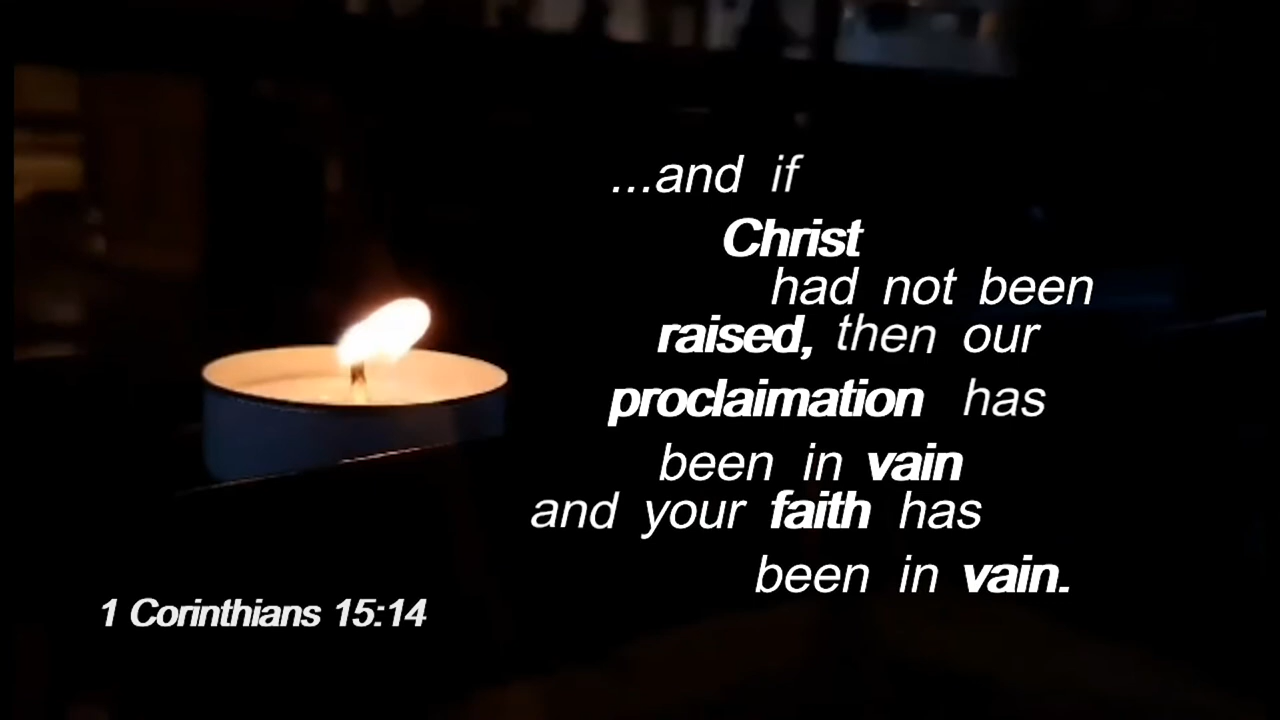 ...and if
Christ
had not been
raised, then our
proclaimation has
been in vain
and your faith has
been in vain.
1 Corinthians 15:14